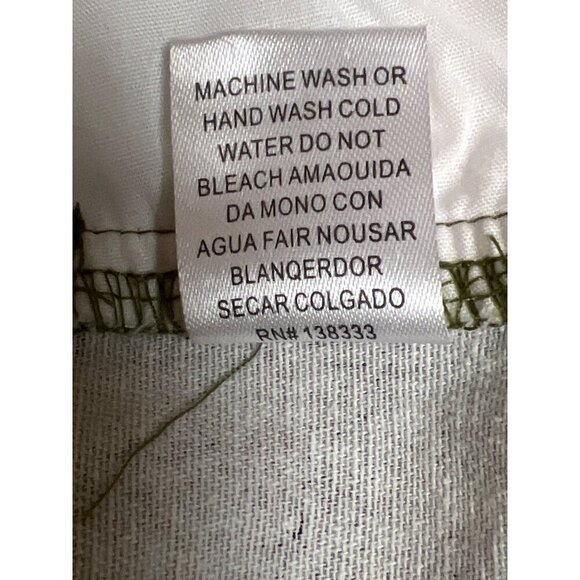 MACHINE WASH OR
HAND WASH COLD
WATER DO NOT
BLEACH AMAOUIDA
DA MONO CON
AGUA FAIR NOUSAR
BLANQERDOR
SECAR COLGADO
RN# 138333